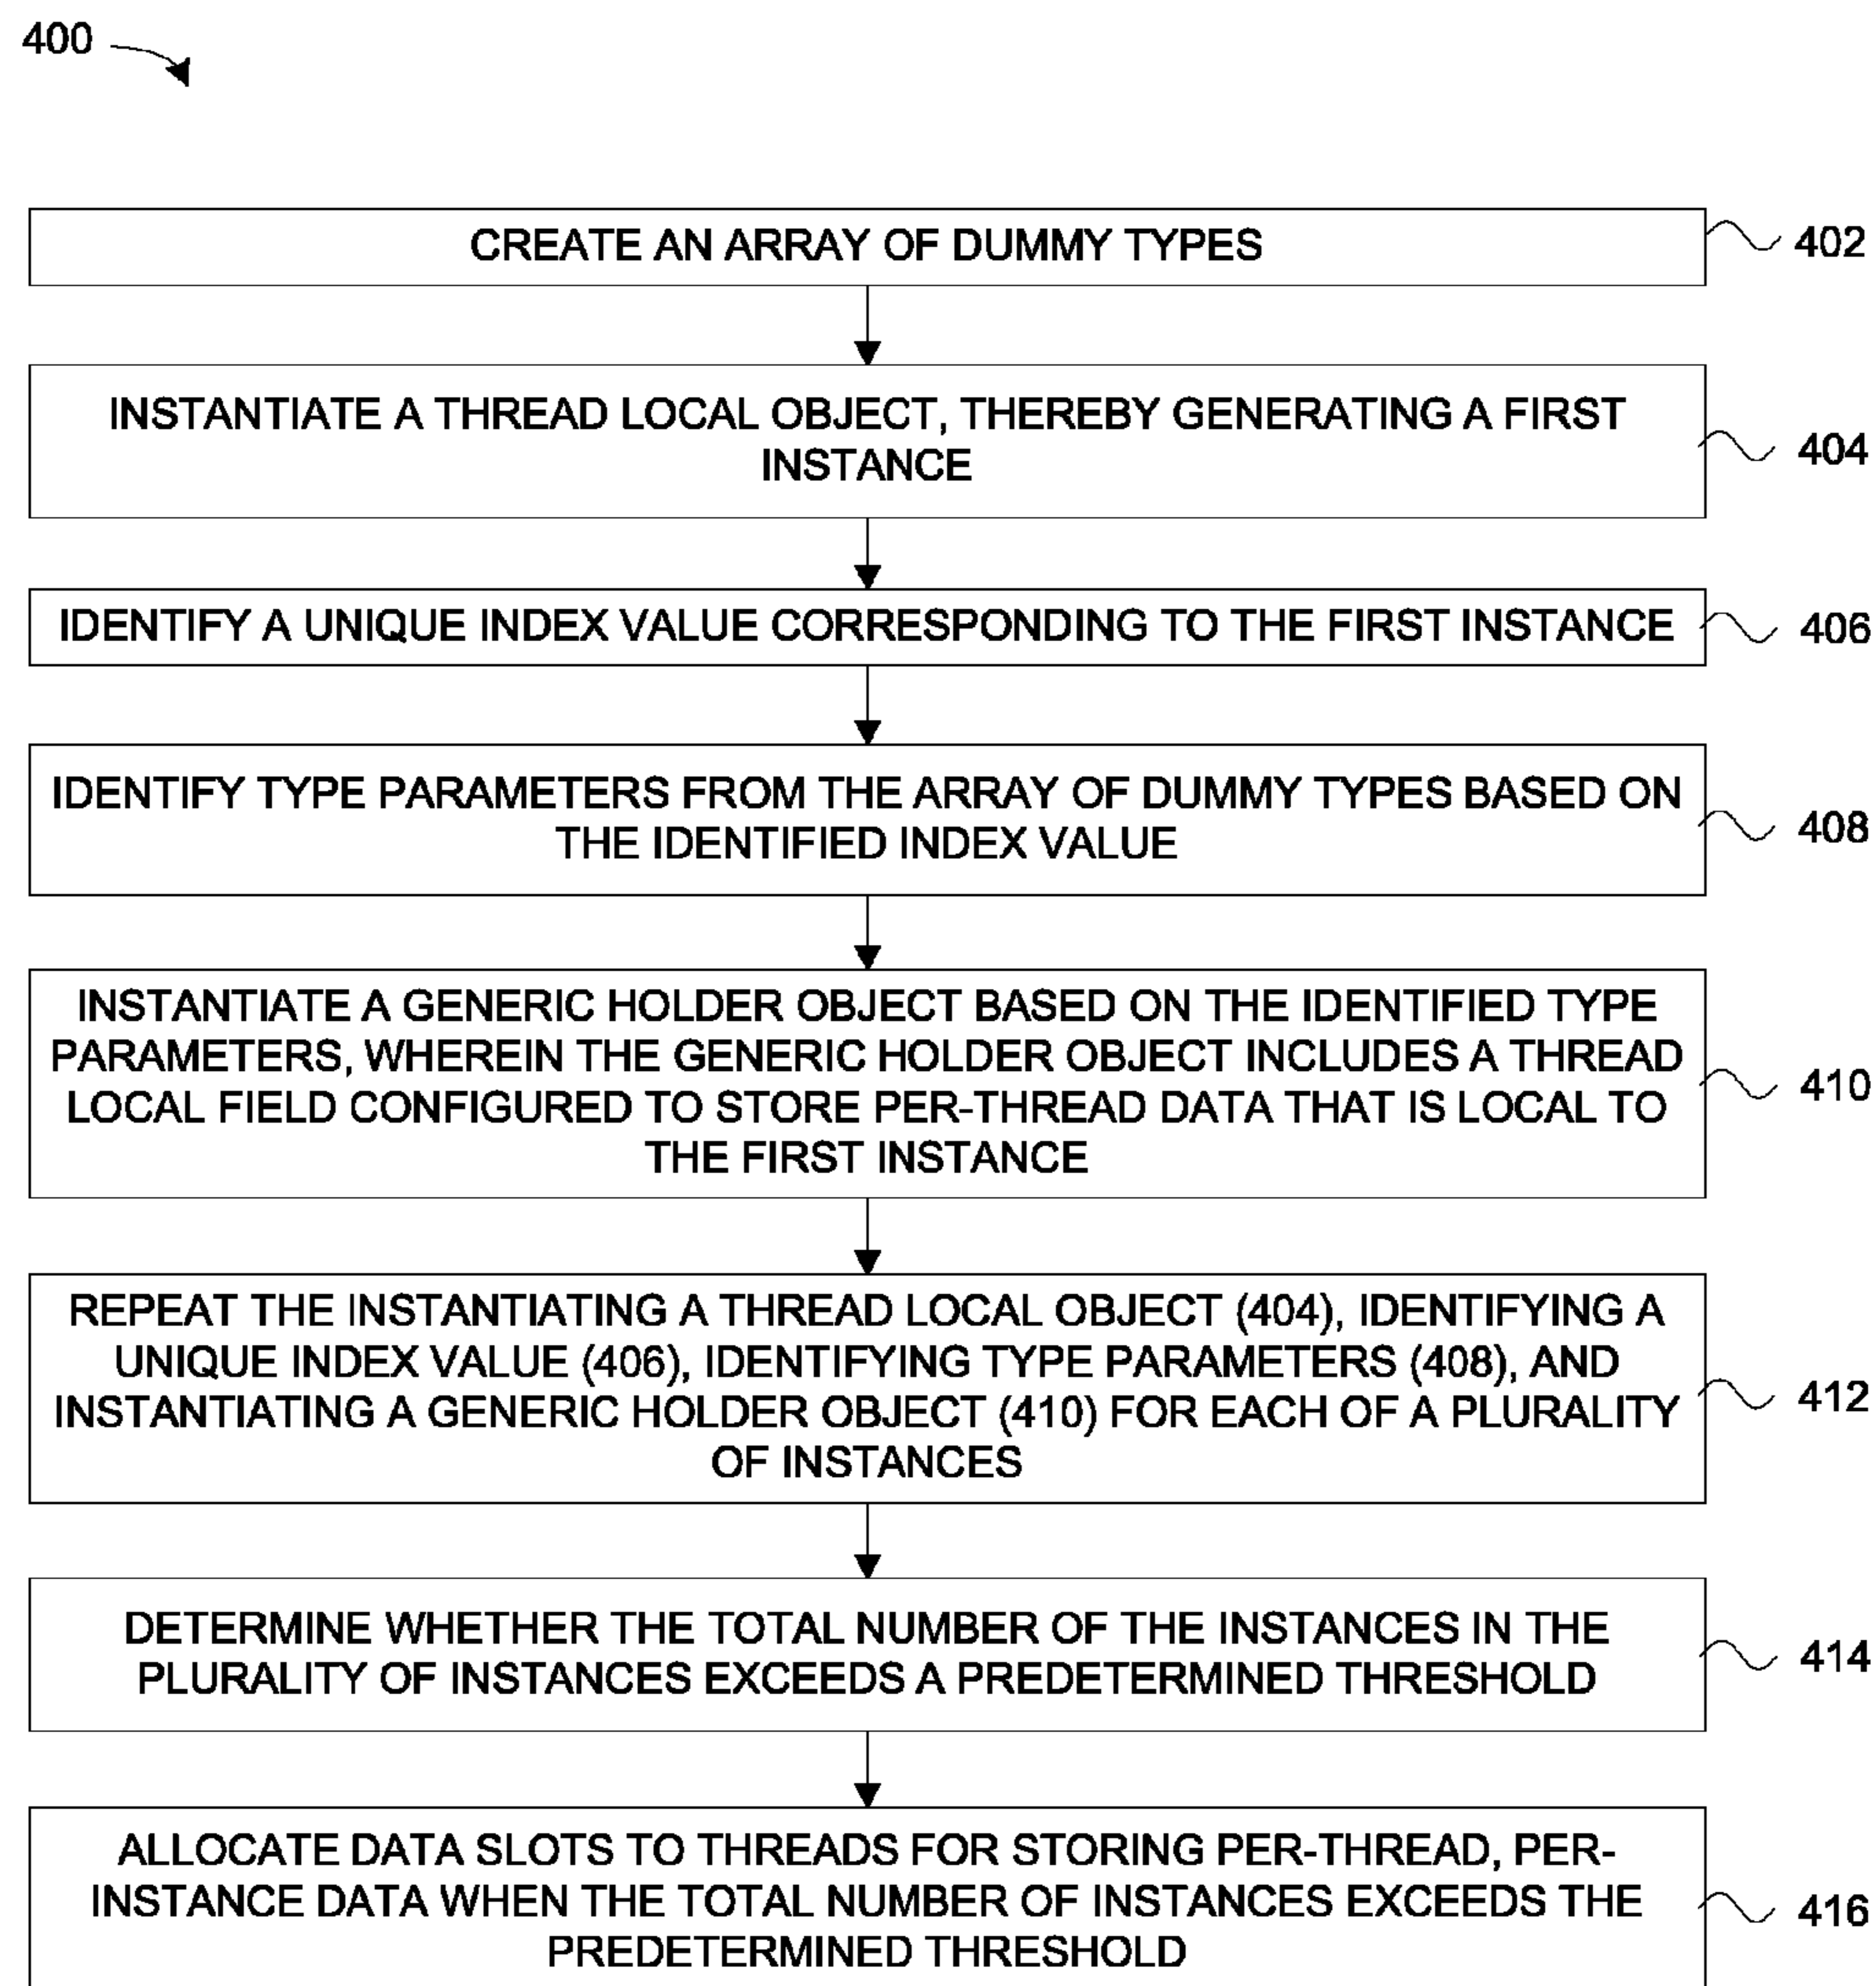 400
CREATE AN ARRAY OF DUMMY TYPES
402
INSTANTIATE A THREAD LOCAL OBJECT, THEREBY GENERATING A FIRST
INSTANCE
404
IDENTIFY A UNIQUE INDEX VALUE CORRESPONDING TO THE FIRST INSTANCE
406
IDENTIFY TYPE PARAMETERS FROM THE ARRAY OF DUMMY TYPES BASED ON
THE IDENTIFIED INDEX VALUE
408
INSTANTIATE A GENERIC HOLDER OBJECT BASED ON THE IDENTIFIED TYPE
PARAMETERS, WHEREIN THE GENERIC HOLDER OBJECT INCLUDES A THREAD
LOCAL FIELD CONFIGURED TO STORE PER-THREAD DATA THAT IS LOCAL TO
THE FIRST INSTANCE
410
REPEAT THE INSTANTIATING A THREAD LOCAL OBJECT (404), IDENTIFYING A
UNIQUE INDEX VALUE (406), IDENTIFYING TYPE PARAMETERS (408), AND
INSTANTIATING A GENERIC HOLDER OBJECT (410) FOR EACH OF A PLURALITY
OF INSTANCES
412
DETERMINE WHETHER THE TOTAL NUMBER OF THE INSTANCES IN THE
PLURALITY OF INSTANCES EXCEEDS A PREDETERMINED THRESHOLD
414
ALLOCATE DATA SLOTS TO THREADS FOR STORING PER-THREAD, PER-
INSTANCE DATA WHEN THE TOTAL NUMBER OF INSTANCES EXCEEDS THE
PREDETERMINED THRESHOLD
416